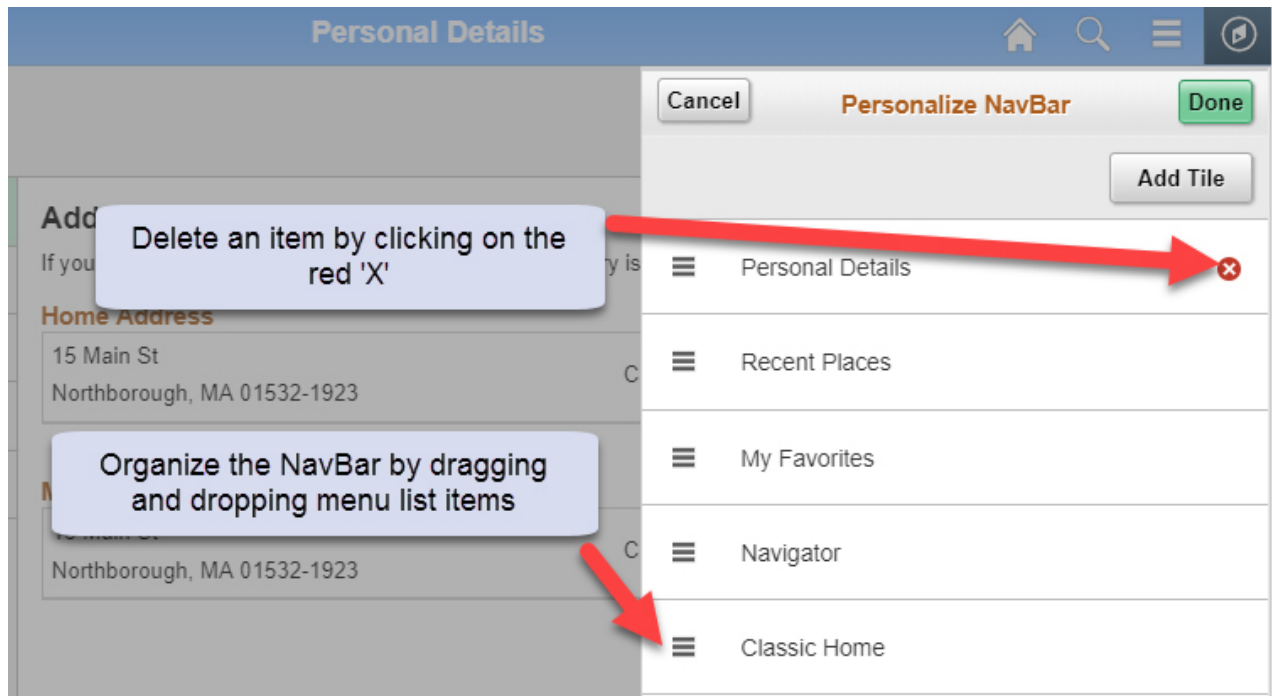 Personal Details
Cancel
Personalize NavBar
Done
Add Tile
Add
If you
y is
Delete an item by clicking on the
red 'X'
Home Address
15 Main St
Northborough, MA 01532-1923
C
Organize the NavBar by dragging
and dropping menu list items
Northborough, MA 01532-1923
C
Personal Details
Recent Places
My Favorites
Navigator
Classic Home